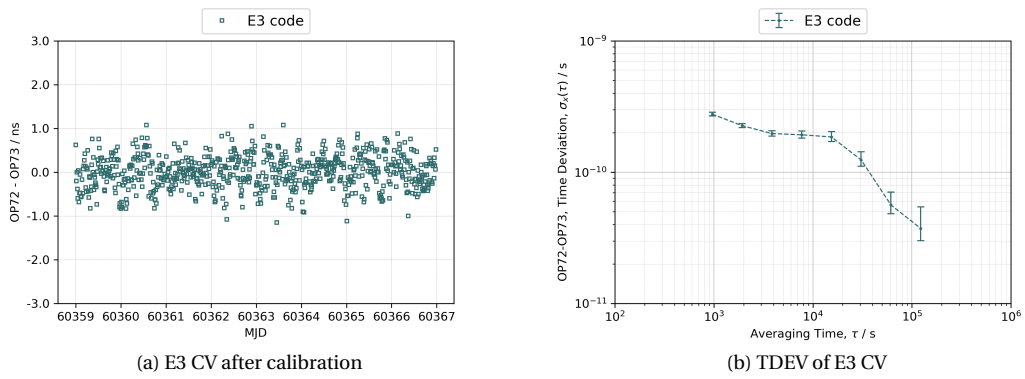 E3 code
3.0
2.0
1.0
0.0
-1.0
-2.0
-3.0
OP72 - OP73 / ns
60359 60360 60361 60362 60363 60364 60365 60366 60367
MJD
(a) E3 CV after calibration
E3 code
10⁻⁹
10⁻¹⁰
10⁻¹¹
OP72-OP73, Time Deviation, σₓ(τ) / s
10² 10³ 10⁴ 10⁵ 10⁶
Averaging Time, τ / s
(b) TDEV of E3 CV